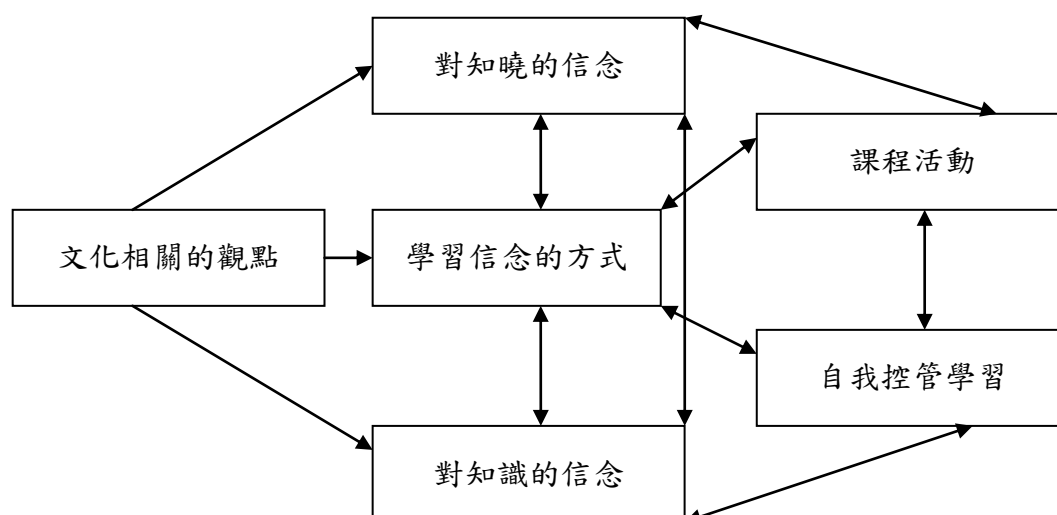 對知曉的信念
課程活動
文化相關的觀點
學習信念的方式
自我控管學習
對知識的信念